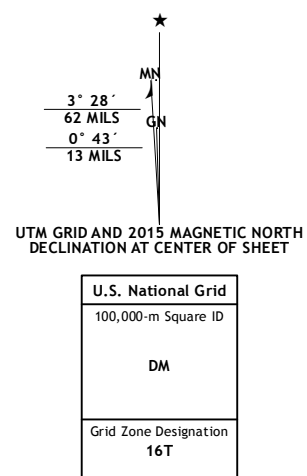 ★
MN
3° 28´
62 MILS
GN
0° 43´
13 MILS
UTM GRID AND 2015 MAGNETIC NORTH
DECLINATION AT CENTER OF SHEET
U.S. National Grid
100,000-m Square ID
DM
Grid Zone Designation
16T